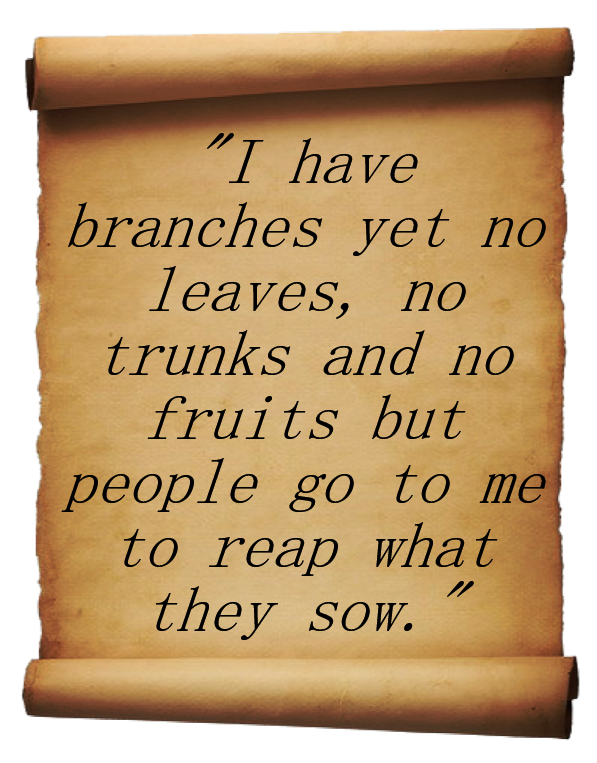 "I have
branches yet no
leaves, no
trunks and no
fruits but
people go to me
to reap what
they sow."